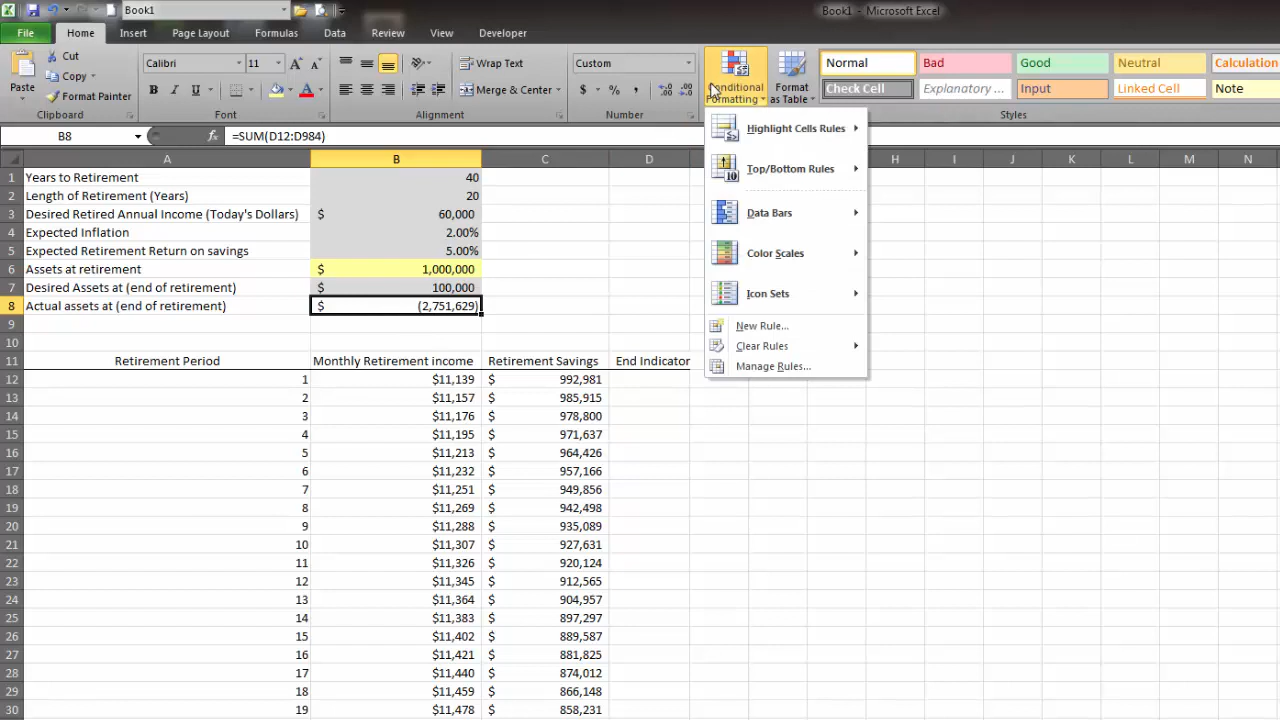 Book1
Book1 - Microsoft Excel
File Home Insert Page Layout Formulas Data Review View Developer
Cut
Copy
Format Painter
Paste
Clipboard
Calibri 11
B I U
Font
Wrap Text
Merge & Center
Alignment
Custom
$ % ,
Number
Conditional Formatting
Format as Table
Normal Bad Good Neutral Calculation
Check Cell Explanatory ... Input Linked Cell Note
Styles
B8 fx =SUM(D12:D984)
Highlight Cells Rules
Top/Bottom Rules
Data Bars
Color Scales
Icon Sets
New Rule...
Clear Rules
Manage Rules...
A B C D H I J K L M N
1 Years to Retirement 40
2 Length of Retirement (Years) 20
3 Desired Retired Annual Income (Today's Dollars) $ 60,000
4 Expected Inflation 2.00%
5 Expected Retirement Return on savings 5.00%
6 Assets at retirement $ 1,000,000
7 Desired Assets at (end of retirement) $ 100,000
8 Actual assets at (end of retirement) $ (2,751,629)
9
10
11 Retirement Period Monthly Retirement income Retirement Savings End Indicator
12 1 $11,139 $ 992,981
13 2 $11,157 $ 985,915
14 3 $11,176 $ 978,800
15 4 $11,195 $ 971,637
16 5 $11,213 $ 964,426
17 6 $11,232 $ 957,166
18 7 $11,251 $ 949,856
19 8 $11,269 $ 942,498
20 9 $11,288 $ 935,089
21 10 $11,307 $ 927,631
22 11 $11,326 $ 920,124
23 12 $11,345 $ 912,565
24 13 $11,364 $ 904,957
25 14 $11,383 $ 897,297
26 15 $11,402 $ 889,587
27 16 $11,421 $ 881,825
28 17 $11,440 $ 874,012
29 18 $11,459 $ 866,148
30 19 $11,478 $ 858,231